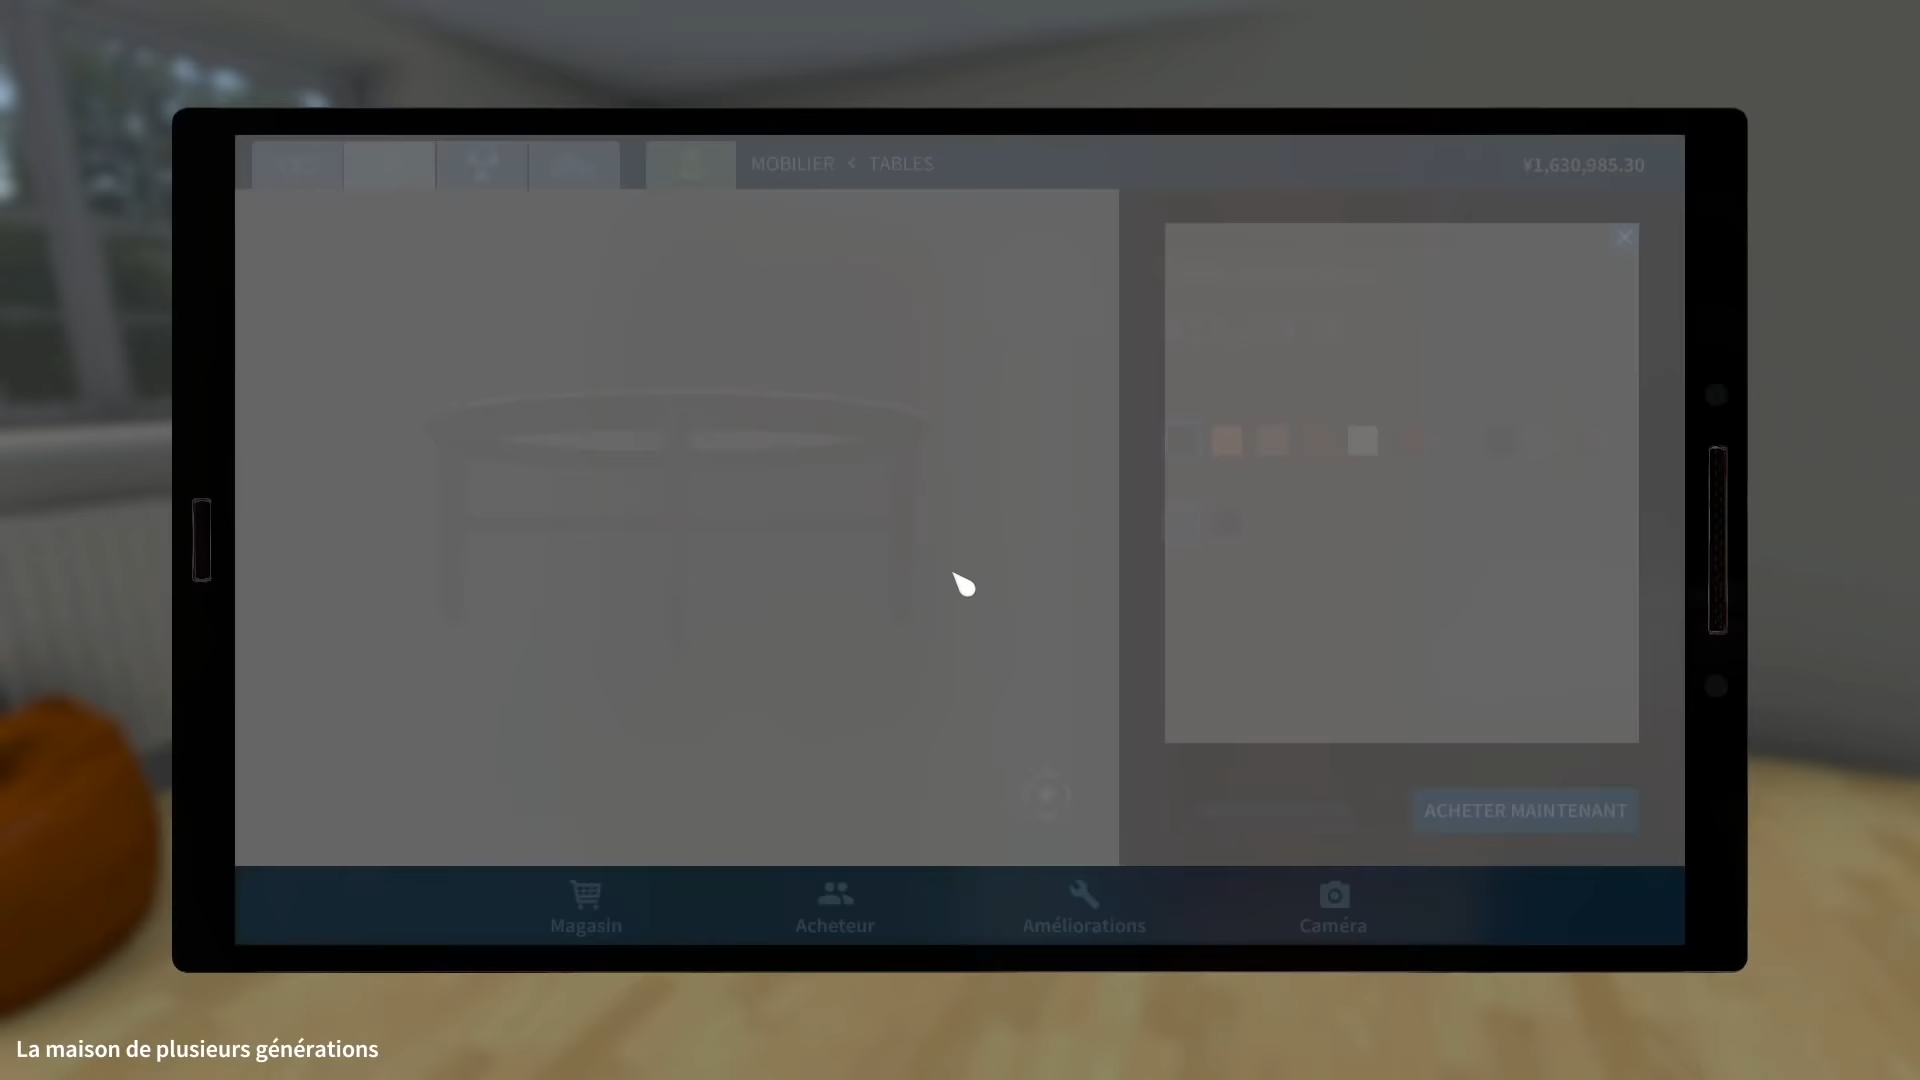 MOBILIER < TABLES
¥1,630,985.30
ACHETER MAINTENANT
Magasin
Acheteur
Améliorations
Caméra
La maison de plusieurs générations